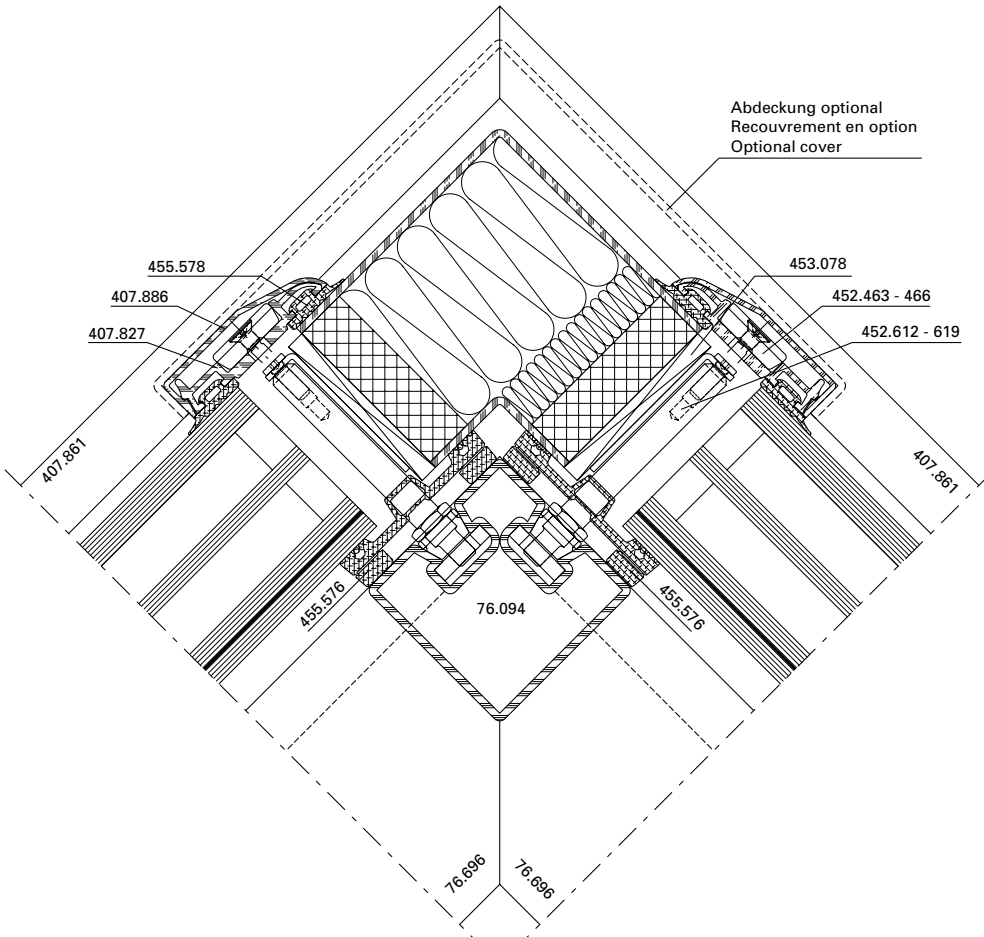 Abdeckung optional
Recouvrement en option
Optional cover
455.578
453.078
407.886
452.463 - 466
407.827
452.612 - 619
407.861
407.861
455.576
76.094
455.576
76.696
76.696